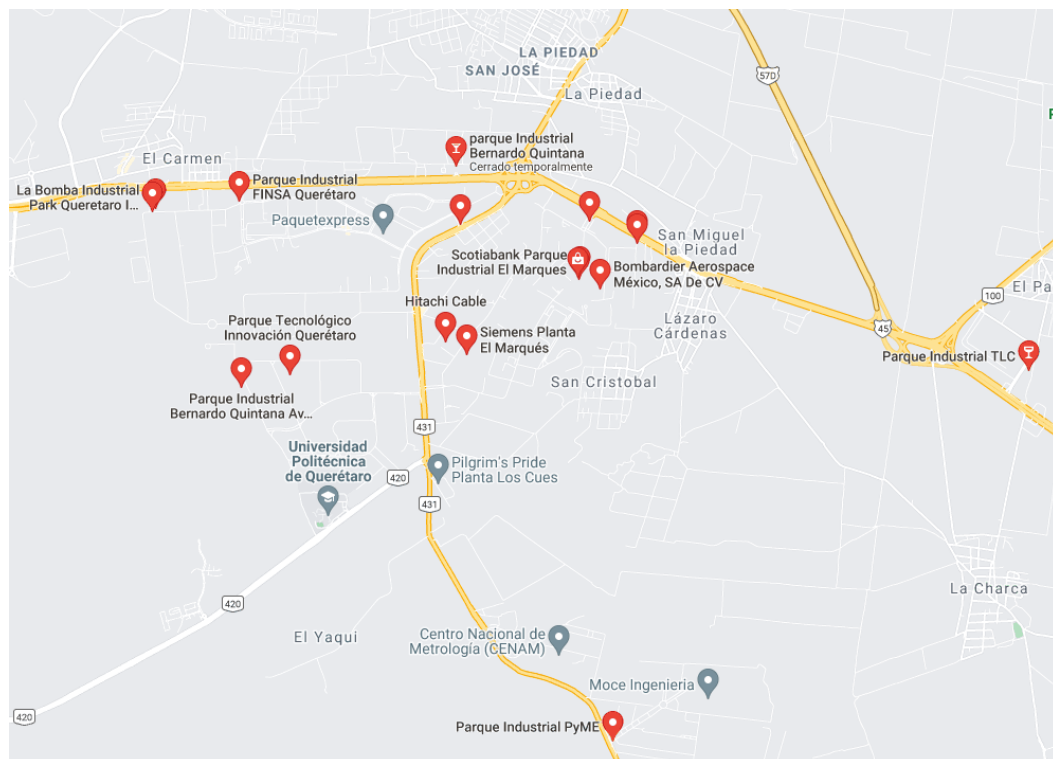 LA PIEDAD
SAN JOSÉ
570
La Piedad
parque Industrial
Bernardo Quintana
Cerrado temporalmente
El Carmen
La Bomba Industrial
Park Queretaro I...
Parque Industrial
FINSA Querétaro
Paquetexpress
San Miguel
la Piedad
Scotiabank Parque
Industrial El Marques
Bombardier Aerospace
México, SA De CV
El Pa
100
Hitachi Cable
Lázaro
Cárdenas
45
Parque Tecnológico
Innovación Querétaro
Siemens Planta
El Marqués
Parque Industrial TLC
San Cristobal
Parque Industrial
Bernardo Quintana Av...
431
Universidad
Politécnica
de Querétaro
Pilgrim's Pride
Planta Los Cues
420
431
La Charca
420
El Yaqui
Centro Nacional de
Metrología (CENAM)
Moce Ingenieria
420
Parque Industrial PyME